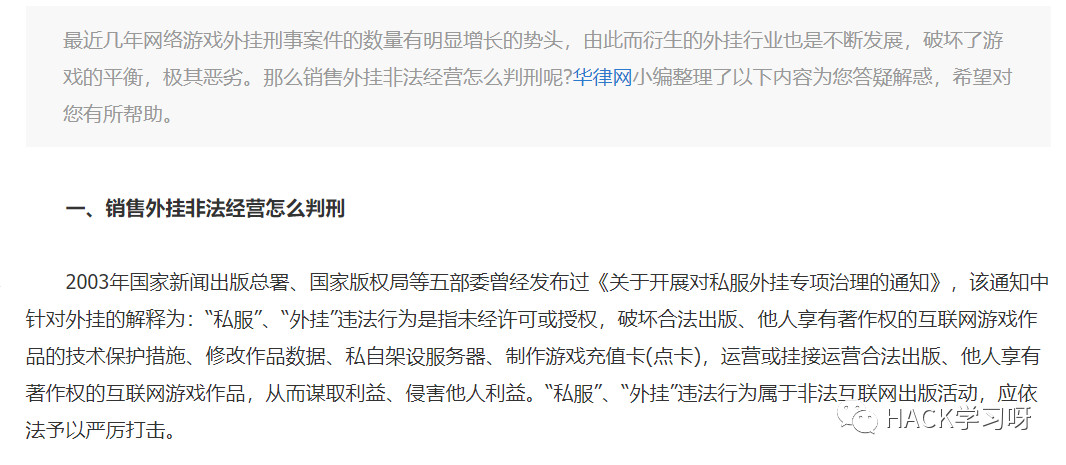 最近几年网络游戏外挂刑事案件的数量有明显增长的势头，由此而衍生的外挂行业也是不断发展，破坏了游
戏的平衡，极其恶劣。那么销售外挂非法经营怎么判刑呢?华律网小编整理了以下内容为您答疑解惑，希望对
您有所帮助。
一、销售外挂非法经营怎么判刑
2003年国家新闻出版总署、国家版权局等五部委曾经发布过《关于开展对私服外挂专项治理的通知》，该通知中
针对外挂的解释为：“私服”、“外挂”违法行为是指未经许可或授权，破坏合法出版、他人享有著作权的互联网游戏作
品的技术保护措施、修改作品数据、私自架设服务器、制作游戏充值卡(点卡)，运营或挂接运营合法出版、他人享有
著作权的互联网游戏作品，从而谋取利益、侵害他人利益。“私服”、“外挂”违法行为属于非法互联网出版活动，应依
法予以严厉打击。
HACK学习呀